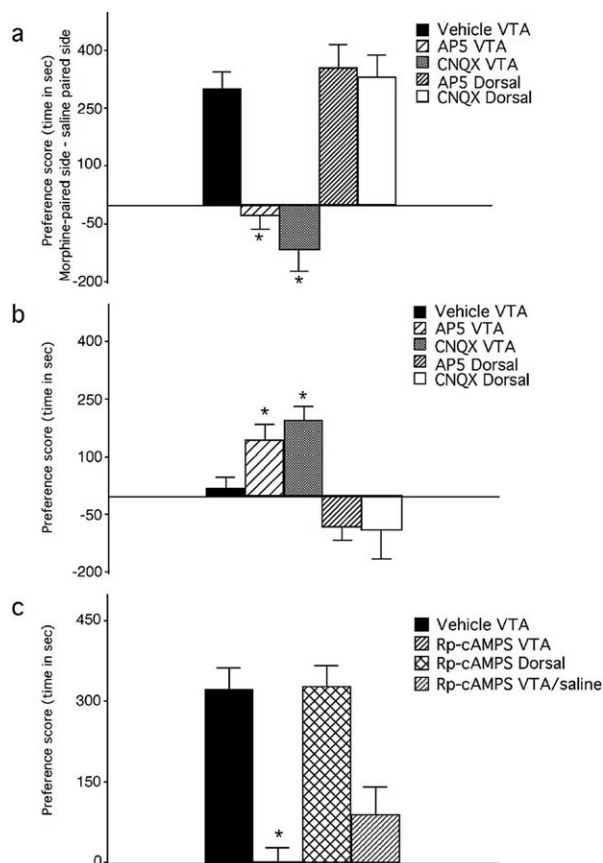 a
Preference score (time in sec)
Morphine-paired side - saline paired side
400
250
100
-50
-200
Vehicle VTA
AP5 VTA
CNQX VTA
AP5 Dorsal
CNQX Dorsal
*
*
b
Preference score (time in sec)
400
250
100
-50
-200
Vehicle VTA
AP5 VTA
CNQX VTA
AP5 Dorsal
CNQX Dorsal
*
*
c
Preference score (time in sec)
450
300
150
0
Vehicle VTA
Rp-cAMPS VTA
Rp-cAMPS Dorsal
Rp-cAMPS VTA/saline
*